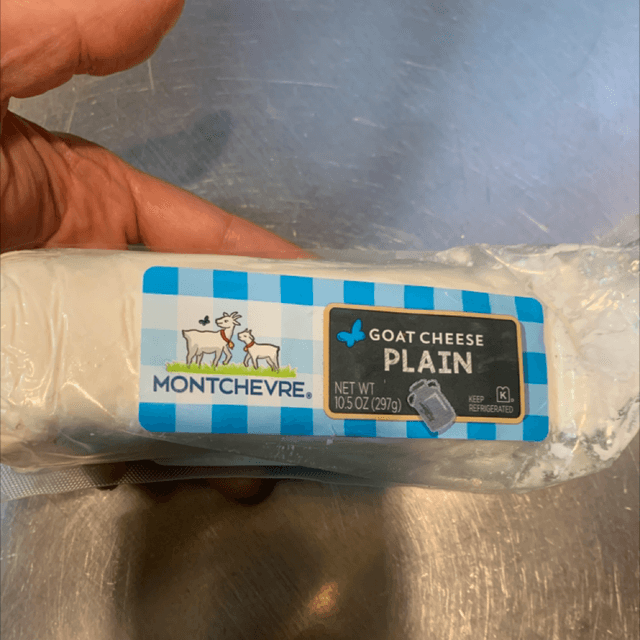 MONTCHEVRE®
GOAT CHEESE
PLAIN
NET WT
10.5 OZ (297g)
KEEP
REFRIGERATED
K